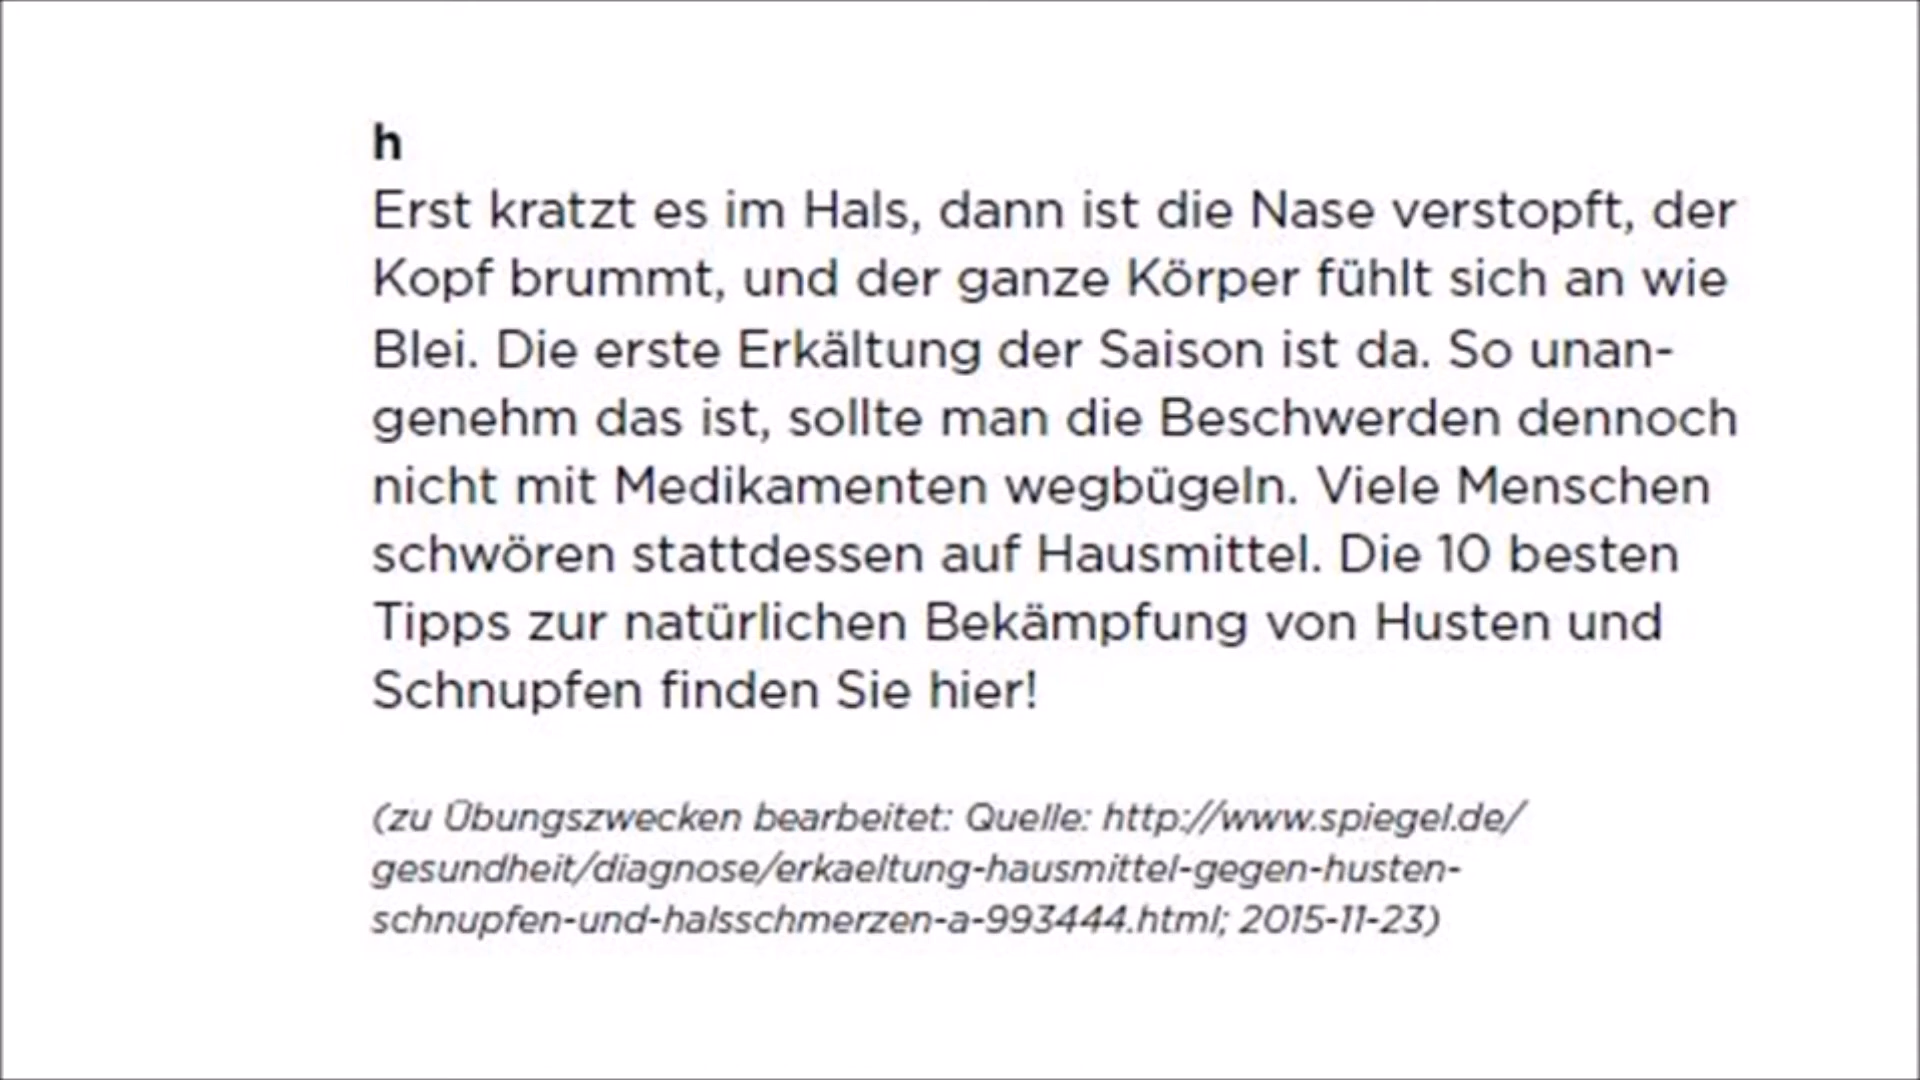 h
Erst kratzt es im Hals, dann ist die Nase verstopft, der
Kopf brummt, und der ganze Körper fühlt sich an wie
Blei. Die erste Erkältung der Saison ist da. So unan-
genehm das ist, sollte man die Beschwerden dennoch
nicht mit Medikamenten wegbügeln. Viele Menschen
schwören stattdessen auf Hausmittel. Die 10 besten
Tipps zur natürlichen Bekämpfung von Husten und
Schnupfen finden Sie hier!
(zu Übungszwecken bearbeitet: Quelle: http://www.spiegel.de/
gesundheit/diagnose/erkaeltung-hausmittel-gegen-husten-
schnupfen-und-halsschmerzen-a-993444.html; 2015-11-23)